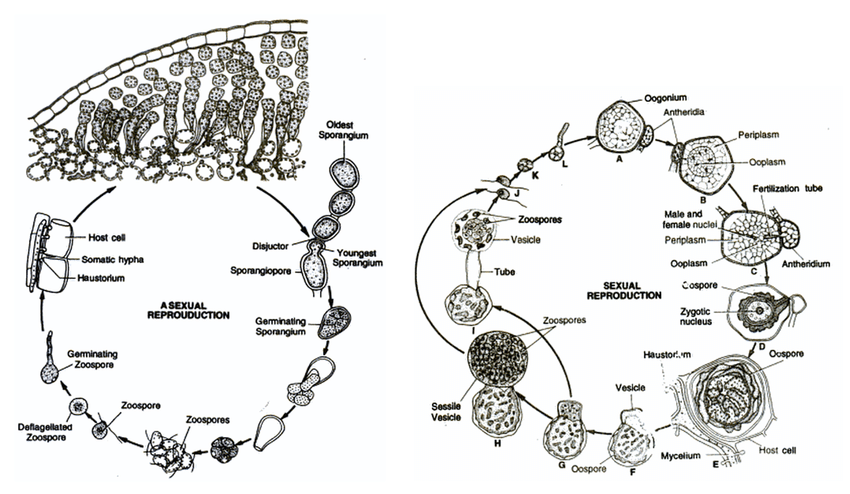 Oldest
Sporangium
Disjuctor
Youngest
Sporangium
Sporangiopore
Host cell
Somatic hypha
Haustorium
ASEXUAL
REPROUDUCTION
Germinating
Sporangium
Germinating
Zoospore
Deflagellated
Zoospore
Zoospore
Zoospores
Oogonium
Antheridia
A
Periplasm
Ooplasm
B
Fertilization tube
Male and
female nuclei
Periplasm
Ooplasm
C
Antheridium
Oospore
Zygotic
nucleus
D
Haustorium
Oospore
Host cell
Mycelium
E
Vesicle
F
Oospore
G
Zoospores
Sessile
Vesicle
H
Zoospores
Vesicle
Tube
I
J
K
L
SEXUAL
REPRODUCTION